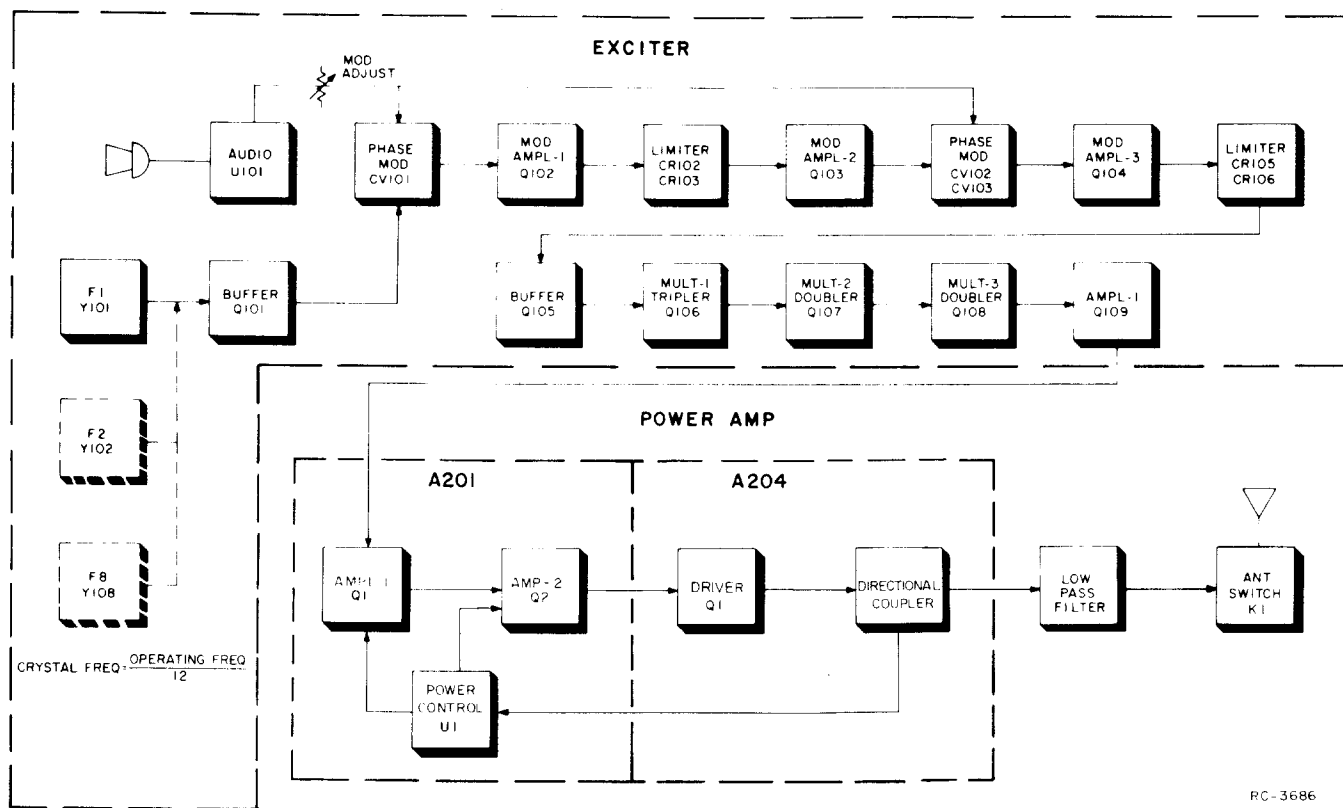 EXCITER
MOD
ADJUST
AUDIO
U101
PHASE
MOD
CV101
MOD
AMPL-1
Q102
LIMITER
CR102
CR103
MOD
AMPL-2
Q103
PHASE
MOD
CV102
CV103
MOD
AMPL-3
Q104
LIMITER
CR105
CR106
F1
Y101
BUFFER
Q101
BUFFER
Q105
MULT-1
TRIPLER
Q106
MULT-2
DOUBLER
Q107
MULT-3
DOUBLER
Q108
AMPL-1
Q109
F2
Y102
F8
Y108
CRYSTAL FREQ=OPERATING FREQ
12
POWER AMP
A201
A204
AMPL-1
Q1
AMP-2
Q2
DRIVER
Q1
DIRECTIONAL
COUPLER
LOW
PASS
FILTER
ANT
SWITCH
K1
POWER
CONTROL
U1
RC-3686